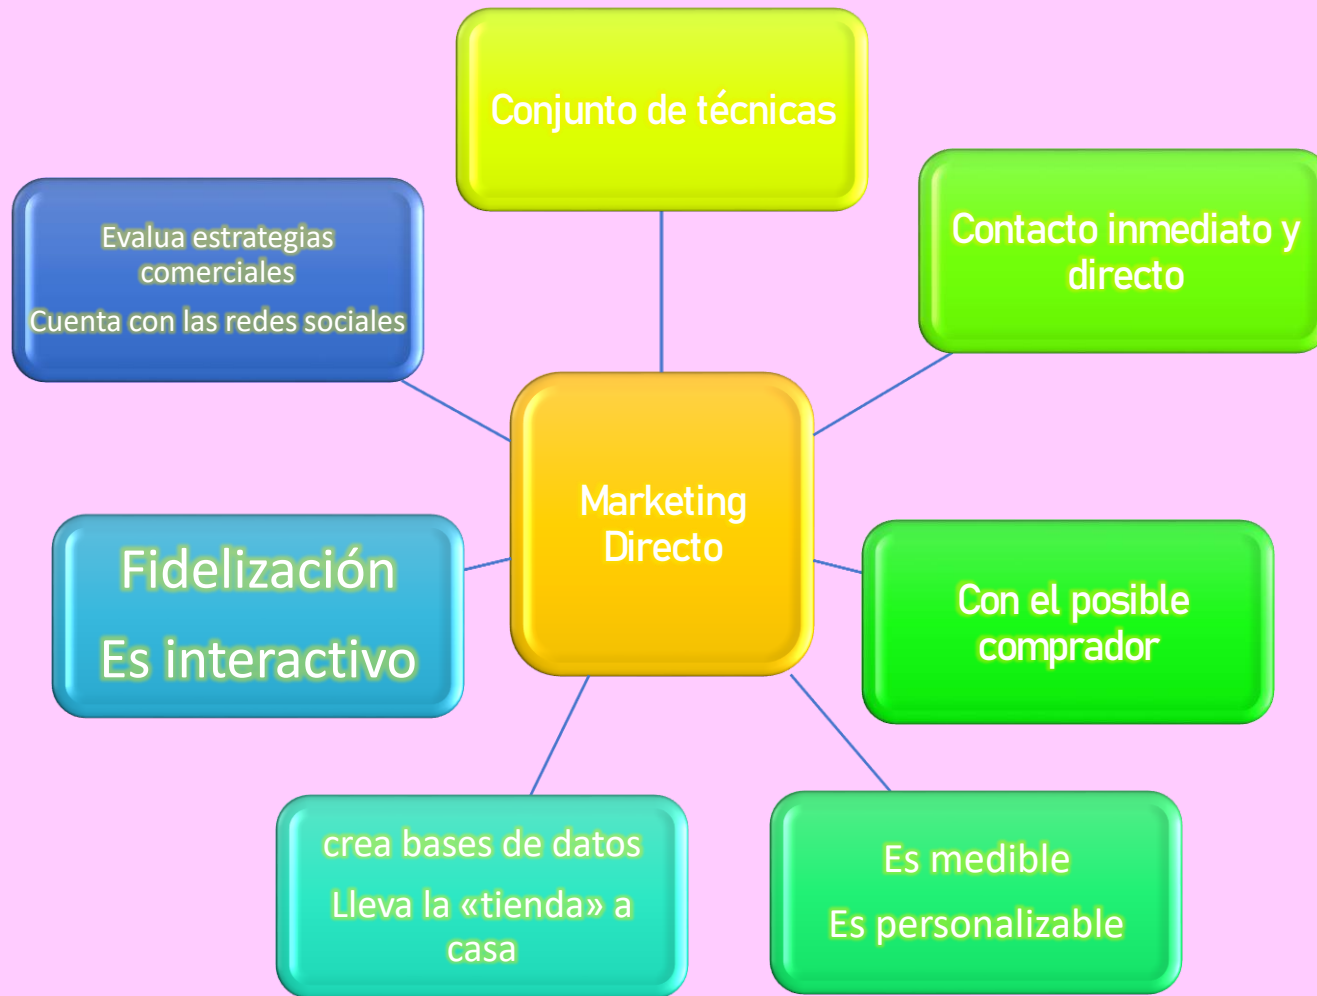 Conjunto de técnicas
Contacto inmediato y
directo
Con el posible
comprador
Es medible
Es personalizable
crea bases de datos
Lleva la «tienda» a
casa
Fidelización
Es interactivo
Evalua estrategias
comerciales
Cuenta con las redes sociales
Marketing
Directo